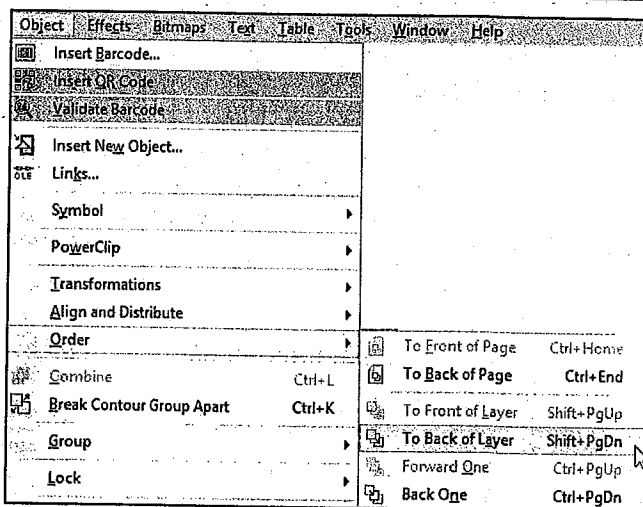 Object Effects Bitmaps Text Table Tools Window Help
Insert Barcode...
Insert QR Code
Validate Barcode
Insert New Object...
OLE Links...
Symbol
PowerClip
Transformations
Align and Distribute
Order
Combine Ctrl+L
Break Contour Group Apart Ctrl+K
Group
Lock
To Front of Page Ctrl+Home
To Back of Page Ctrl+End
To Front of Layer Shift+PgUp
To Back of Layer Shift+PgDn
Forward One Ctrl+PgUp
Back One Ctrl+PgDn